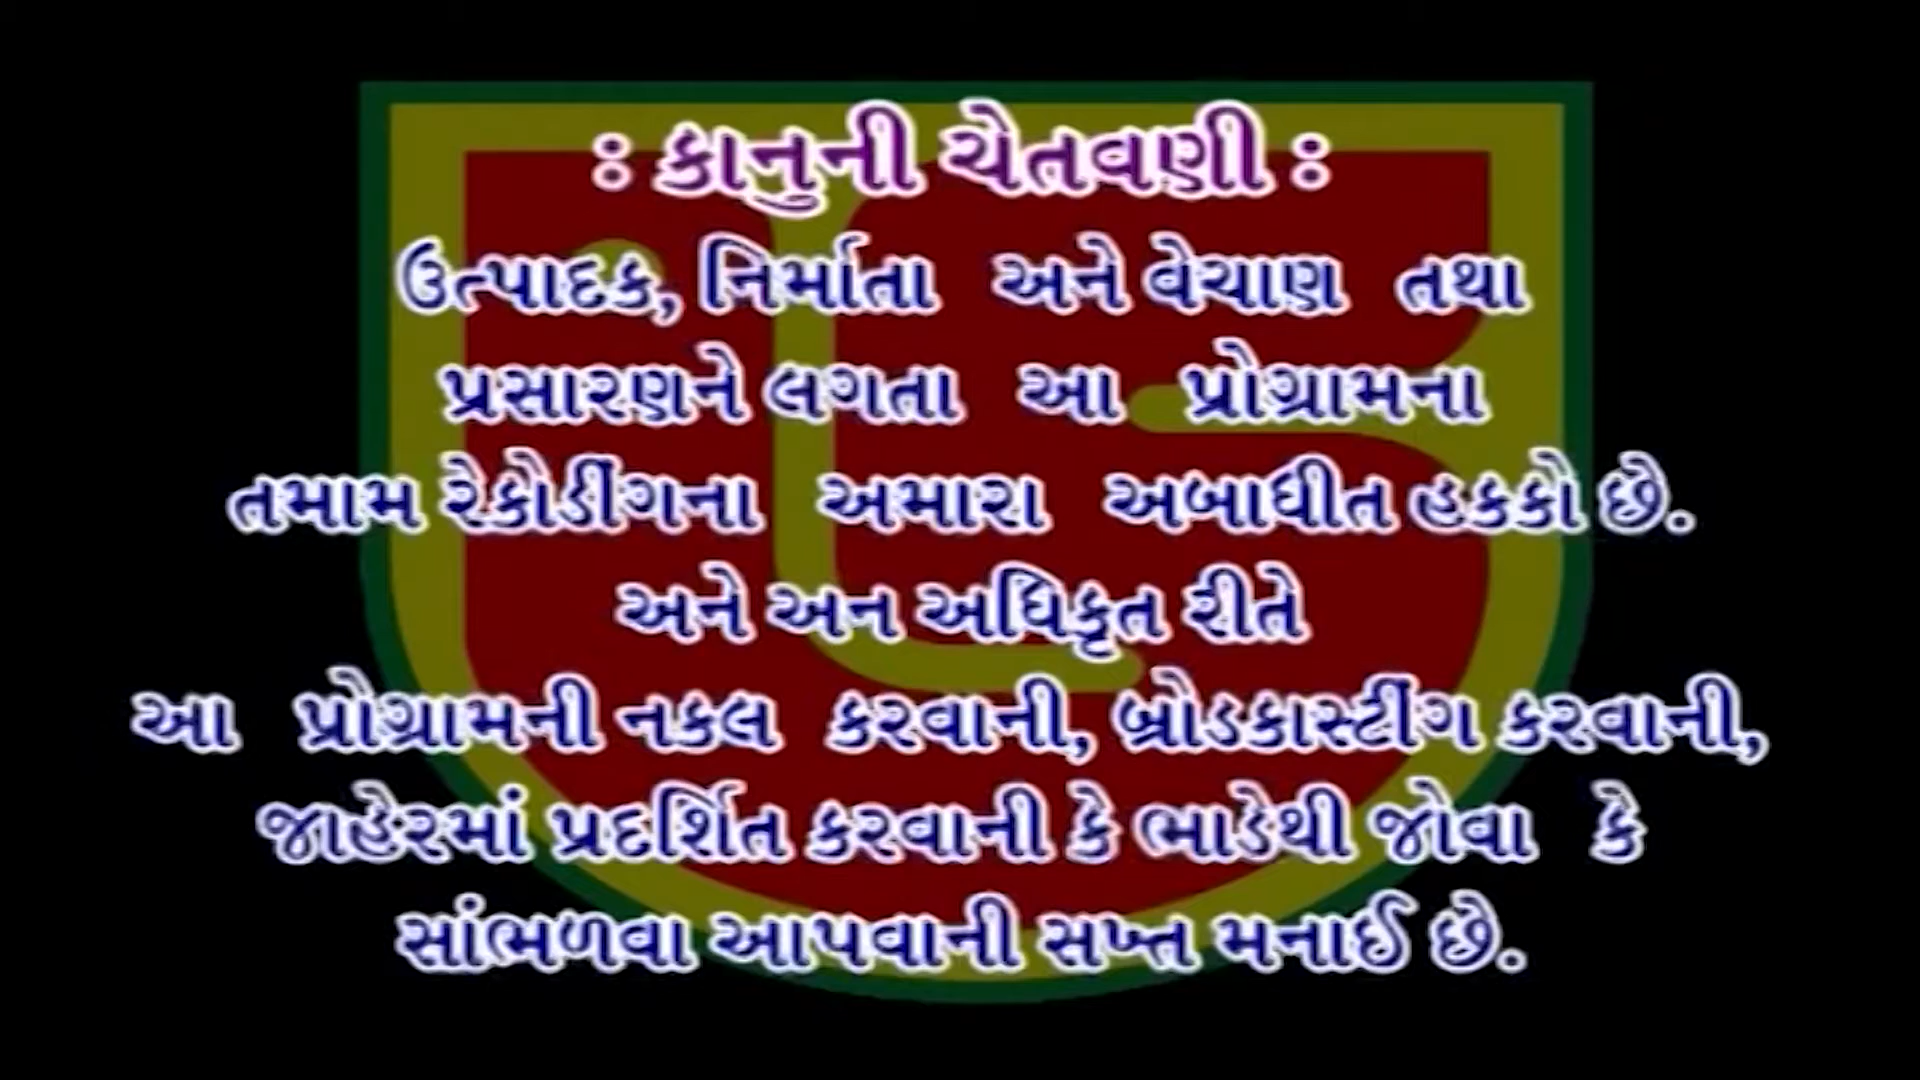 : કાનુની ચેતવણી :
ઉત્પાદક, નિર્માતા અને વેચાણ તથા
પ્રસારણને લગતા આ પ્રોગ્રામના
તમામ રેકોર્ડીંગના અમારા અબાધીત હકકો છે.
અને અન અધિકૃત રીતે
આ પ્રોગ્રામની નકલ કરવાની, બ્રોડકાસ્ટીંગ કરવાની,
જાહેરમાં પ્રદર્શિત કરવાની કે ભાડેથી જોવા કે
સાંભળવા આપવાની સખ્ત મનાઈ છે.